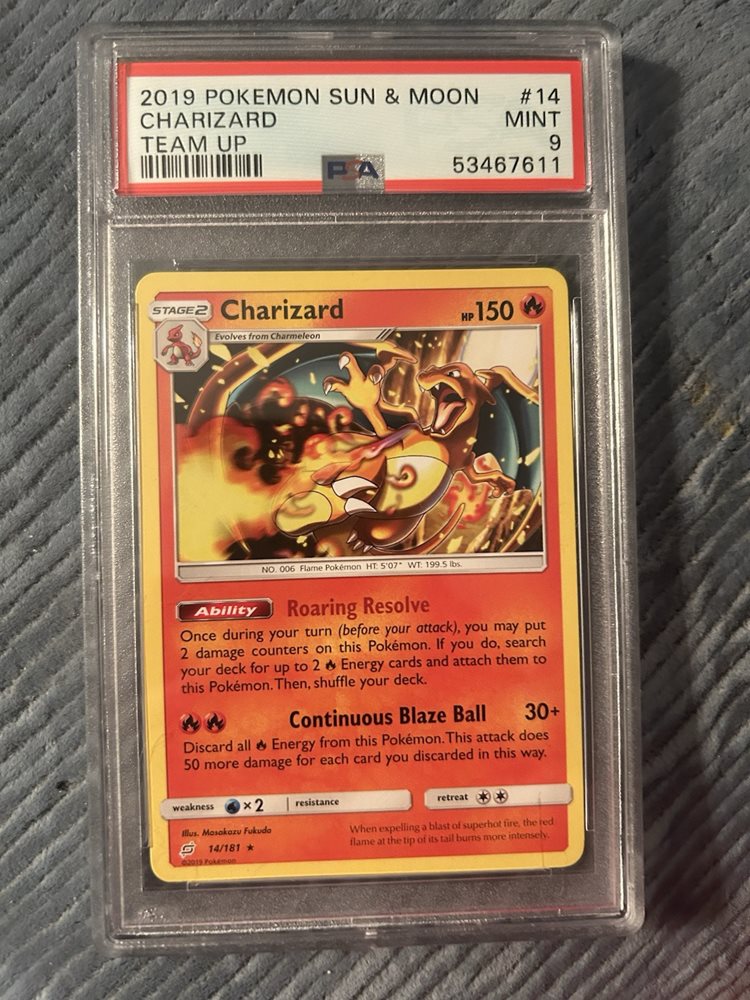 2019 POKEMON SUN & MOON #14
CHARIZARD MINT
TEAM UP 9
PSA 53467611
STAGE 2 Charizard HP 150
Evolves from Charmeleon
NO. 006 Flame Pokémon HT: 5'07" WT: 199.5 lbs.
Ability Roaring Resolve
Once during your turn (before your attack), you may put
2 damage counters on this Pokémon. If you do, search
your deck for up to 2 Energy cards and attach them to
this Pokémon. Then, shuffle your deck.
Continuous Blaze Ball 30+
Discard all Energy from this Pokémon. This attack does
50 more damage for each card you discarded in this way.
weakness ×2 resistance retreat
Illus. Masakazu Fukuda
When expelling a blast of superhot fire, the red
14/181 ★ flame at the tip of its tail burns more intensely.
©2019 Pokémon